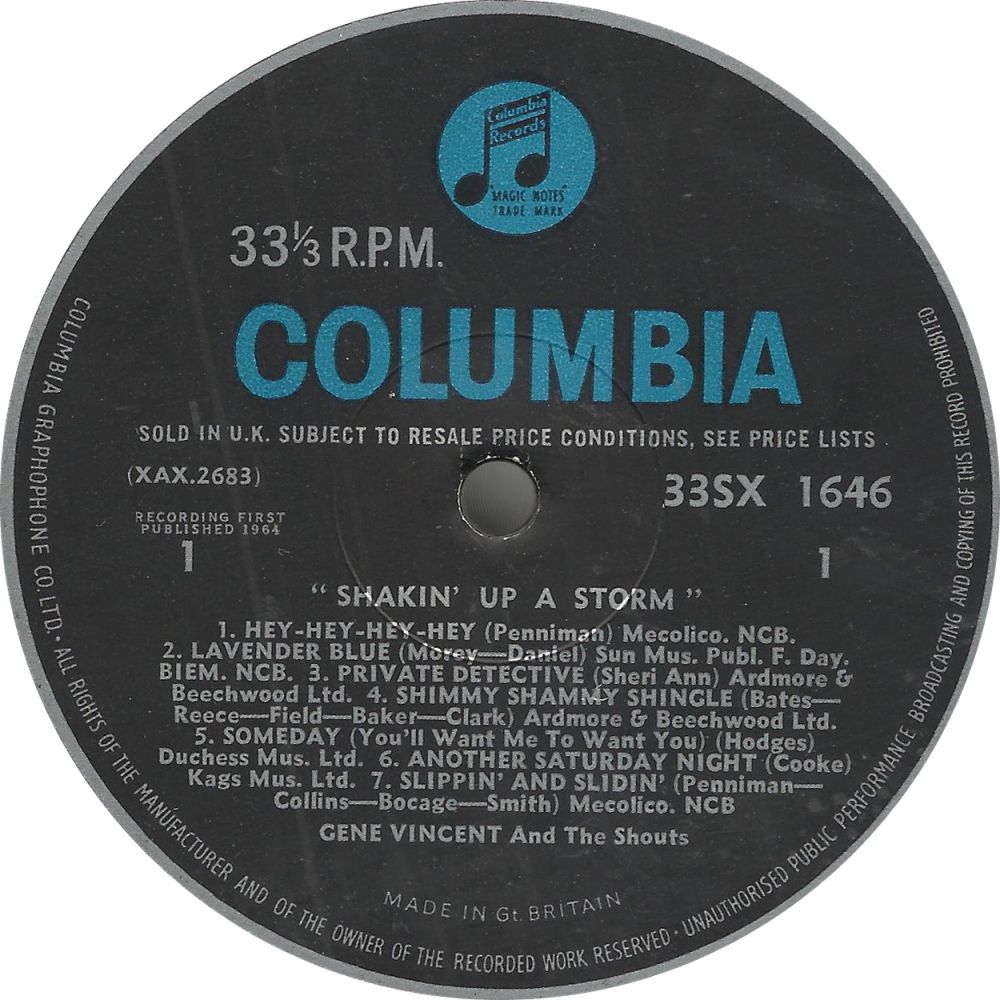 Columbia
Records
"MAGIC NOTES"
TRADE MARK
33⅓ R.P.M.
COLUMBIA
SOLD IN U.K. SUBJECT TO RESALE PRICE CONDITIONS, SEE PRICE LISTS
(XAX.2683)
33SX 1646
RECORDING FIRST
PUBLISHED 1964
1
1
" SHAKIN' UP A STORM "
1. HEY-HEY-HEY-HEY (Penniman) Mecolico. NCB.
2. LAVENDER BLUE (Morey—Daniel) Sun Mus. Publ. F. Day.
BIEM. NCB. 3. PRIVATE DETECTIVE (Sheri Ann) Ardmore &
Beechwood Ltd. 4. SHIMMY SHAMMY SHINGLE (Bates—
Reece—Field—Baker—Clark) Ardmore & Beechwood Ltd.
5. SOMEDAY (You'll Want Me To Want You) (Hodges)
Duchess Mus. Ltd. 6. ANOTHER SATURDAY NIGHT (Cooke)
Kags Mus. Ltd. 7. SLIPPIN' AND SLIDIN' (Penniman—
Collins—Bocage—Smith) Mecolico. NCB
GENE VINCENT And The Shouts
MADE IN Gt. BRITAIN
COLUMBIA GRAPHOPHONE CO. LTD. · ALL RIGHTS OF THE MANUFACTURER AND OF THE OWNER OF THE RECORDED WORK RESERVED · UNAUTHORISED PUBLIC PERFORMANCE BROADCASTING AND COPYING OF THIS RECORD PROHIBITED